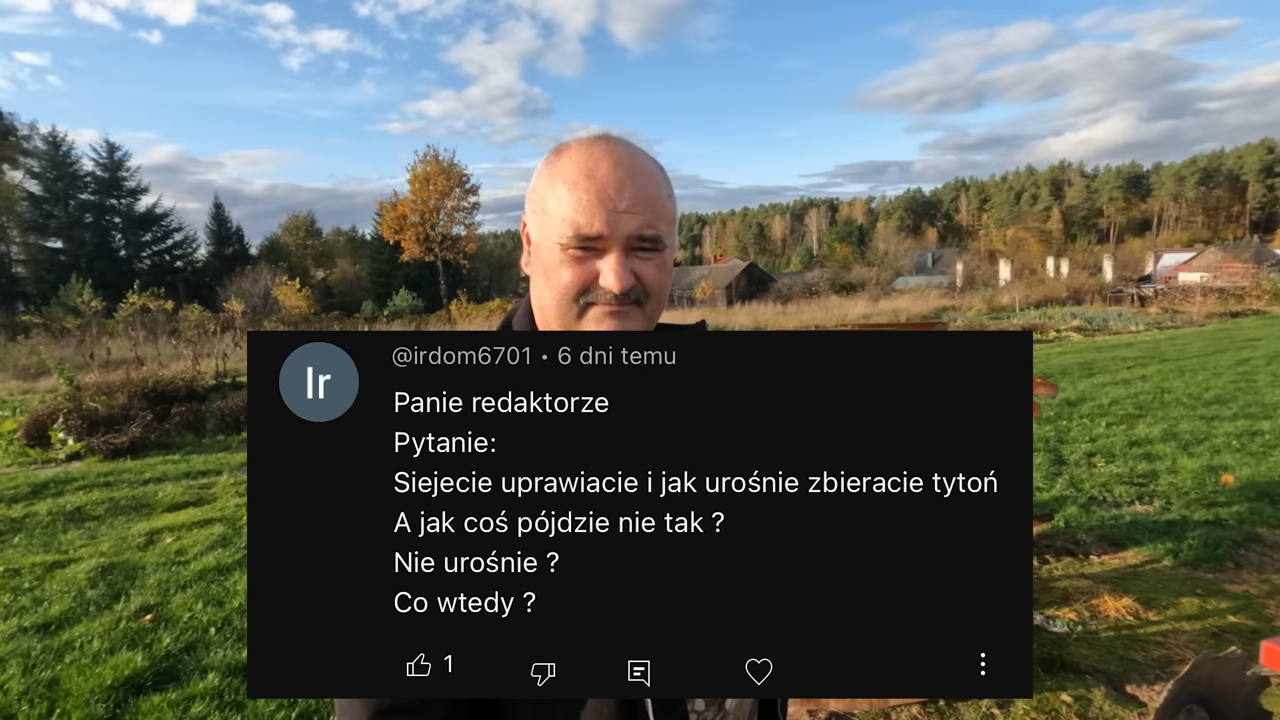 Ir
@irdom6701 • 6 dni temu
Panie redaktorze
Pytanie:
Siejecie uprawiacie i jak urośnie zbieracie tytoń
A jak coś pójdzie nie tak ?
Nie urośnie ?
Co wtedy ?
1